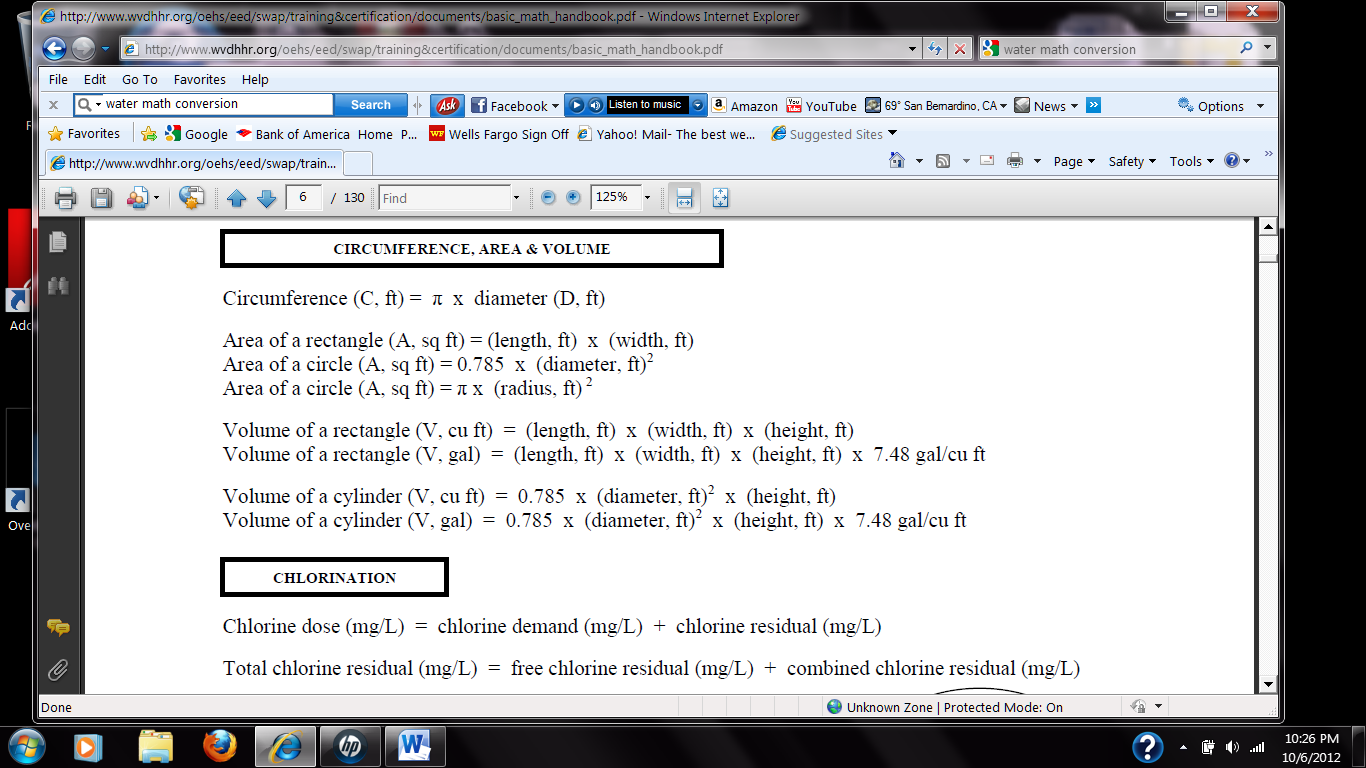 http://www.wvdhhr.org/oehs/eed/swap/training&certification/documents/basic_math_handbook.pdf - Windows Internet Explorer
http://www.wvdhhr.org/oehs/eed/swap/training&certification/documents/basic_math_handbook.pdf water math conversion
File Edit Go To Favorites Help
water math conversion Search Ask Facebook Listen to music Amazon YouTube 69° San Bernardino, CA News Options
Favorites Google Bank of America Home P... Wells Fargo Sign Off Yahoo! Mail- The best we... Suggested Sites
http://www.wvdhhr.org/oehs/eed/swap/train... Page Safety Tools
6 / 130 Find 125%
CIRCUMFERENCE, AREA & VOLUME
Circumference (C, ft) = π x diameter (D, ft)
Area of a rectangle (A, sq ft) = (length, ft) x (width, ft)
Area of a circle (A, sq ft) = 0.785 x (diameter, ft)²
Area of a circle (A, sq ft) = π x (radius, ft)²
Volume of a rectangle (V, cu ft) = (length, ft) x (width, ft) x (height, ft)
Volume of a rectangle (V, gal) = (length, ft) x (width, ft) x (height, ft) x 7.48 gal/cu ft
Volume of a cylinder (V, cu ft) = 0.785 x (diameter, ft)² x (height, ft)
Volume of a cylinder (V, gal) = 0.785 x (diameter, ft)² x (height, ft) x 7.48 gal/cu ft
CHLORINATION
Chlorine dose (mg/L) = chlorine demand (mg/L) + chlorine residual (mg/L)
Total chlorine residual (mg/L) = free chlorine residual (mg/L) + combined chlorine residual (mg/L)
Done Unknown Zone | Protected Mode: On
10:26 PM
10/6/2012